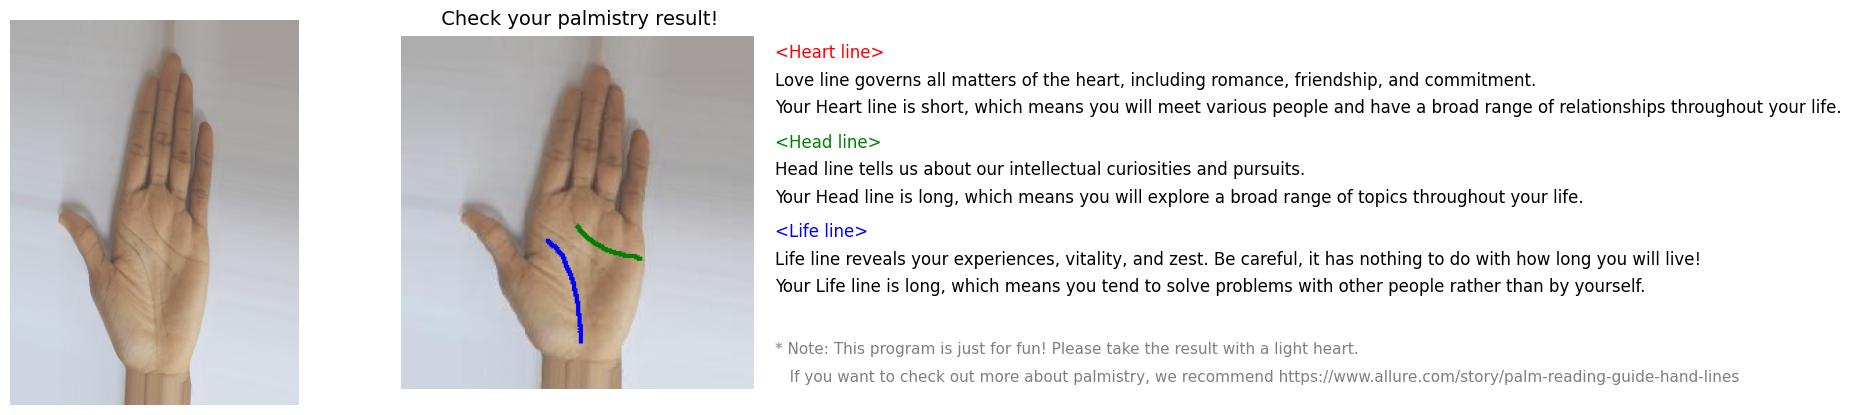 Check your palmistry result!
<Heart line>
Love line governs all matters of the heart, including romance, friendship, and commitment.
Your Heart line is short, which means you will meet various people and have a broad range of relationships throughout your life.
<Head line>
Head line tells us about our intellectual curiosities and pursuits.
Your Head line is long, which means you will explore a broad range of topics throughout your life.
<Life line>
Life line reveals your experiences, vitality, and zest. Be careful, it has nothing to do with how long you will live!
Your Life line is long, which means you tend to solve problems with other people rather than by yourself.
* Note: This program is just for fun! Please take the result with a light heart.
If you want to check out more about palmistry, we recommend https://www.allure.com/story/palm-reading-guide-hand-lines